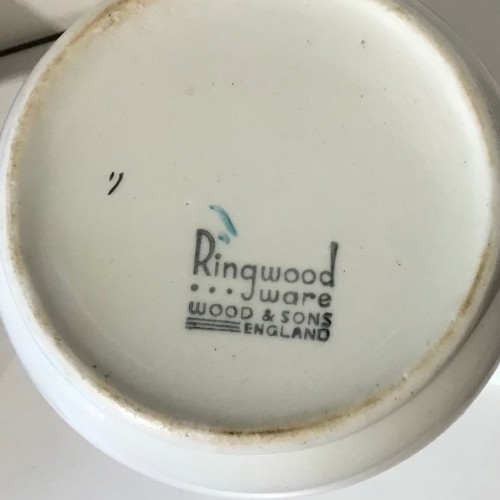 Ringwood
... ware
WOOD & SONS
ENGLAND